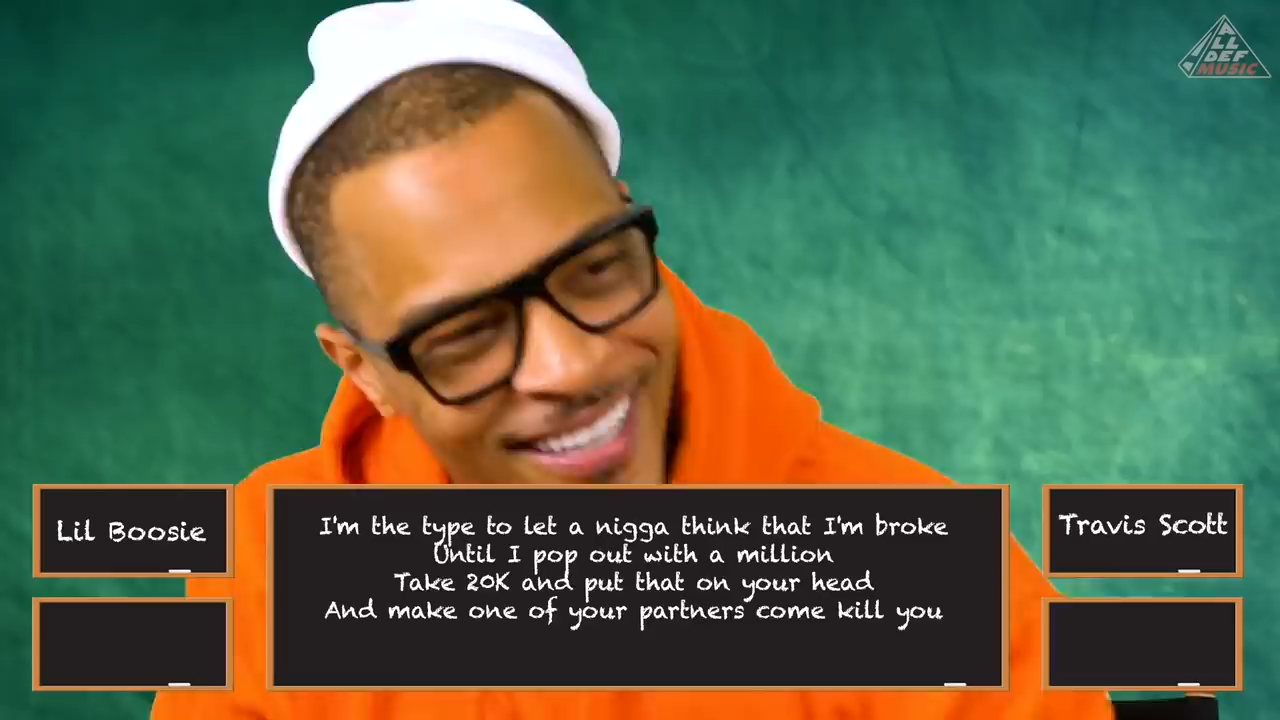 ALL
DEF
MUSIC
Lil Boosie
I'm the type to let a nigga think that I'm broke
Until I pop out with a million
Take 20K and put that on your head
And make one of your partners come kill you
Travis Scott